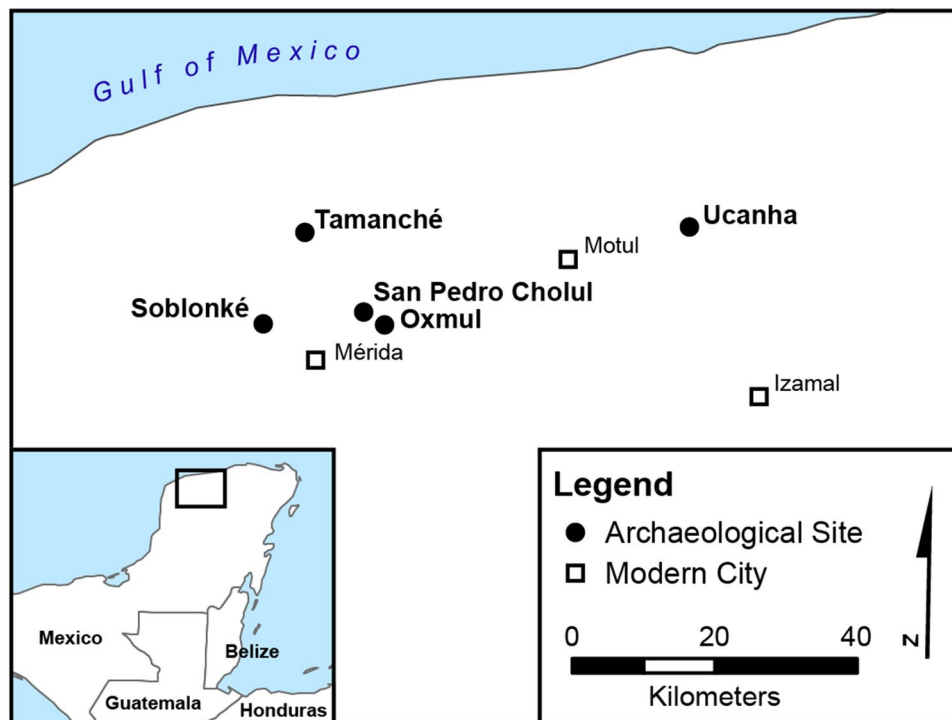 Gulf of Mexico
Tamanché
Ucanha
Motul
San Pedro Cholul
Soblonké
Oxmul
Mérida
Izamal
Mexico
Belize
Guatemala
Honduras
Legend
Archaeological Site
Modern City
0 20 40
Kilometers
N